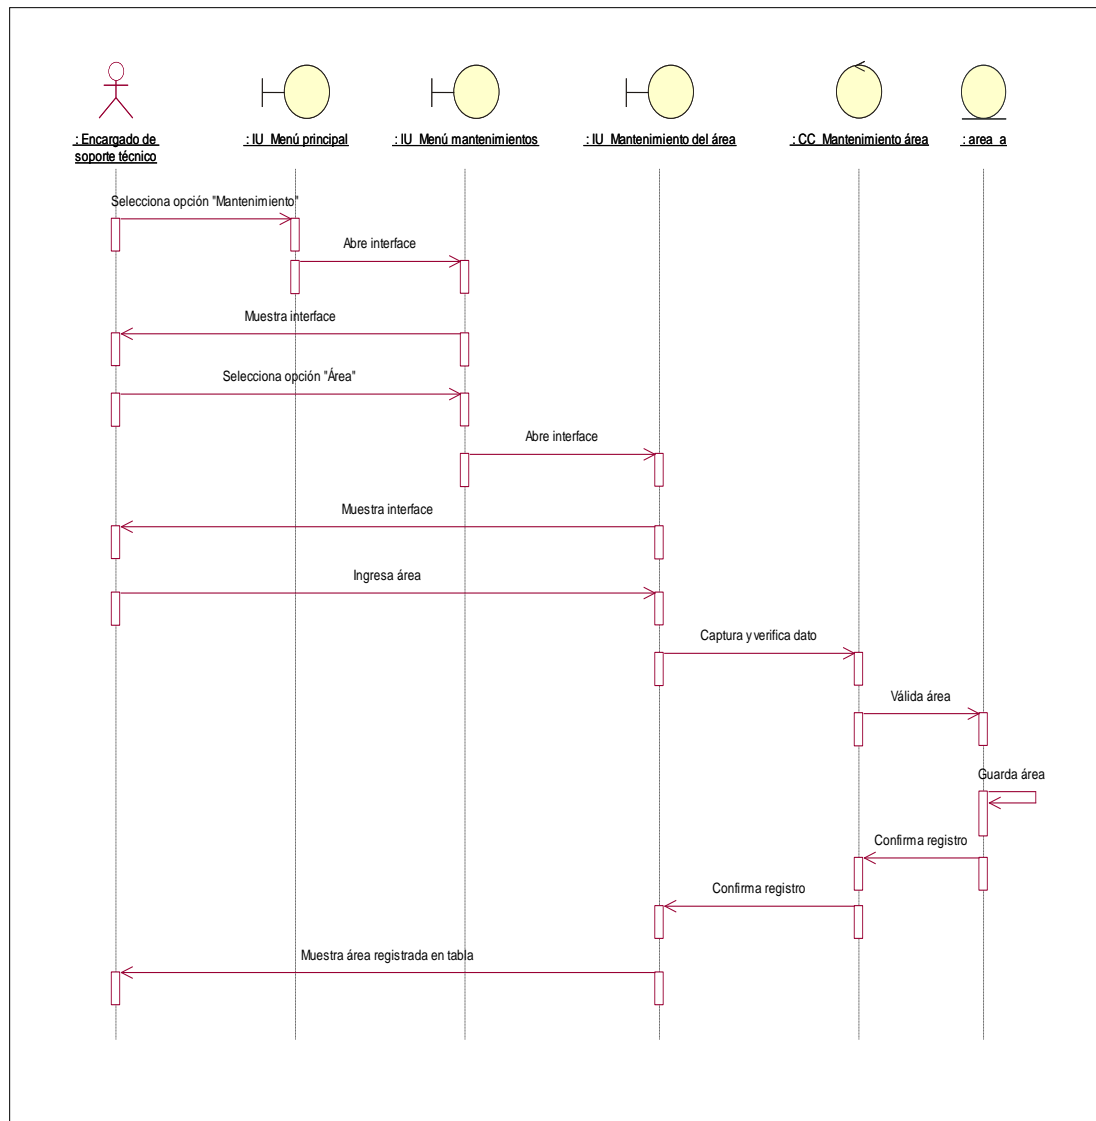 : Encargado de
soporte técnico
: IU_Menú principal
: IU_Menú mantenimientos
: IU_Mantenimiento del área
: CC_Mantenimiento área
: area_a
Selecciona opción "Mantenimiento"
Abre interface
Muestra interface
Selecciona opción "Área"
Abre interface
Muestra interface
Ingresa área
Captura y verifica dato
Válida área
Guarda área
Confirma registro
Confirma registro
Muestra área registrada en tabla